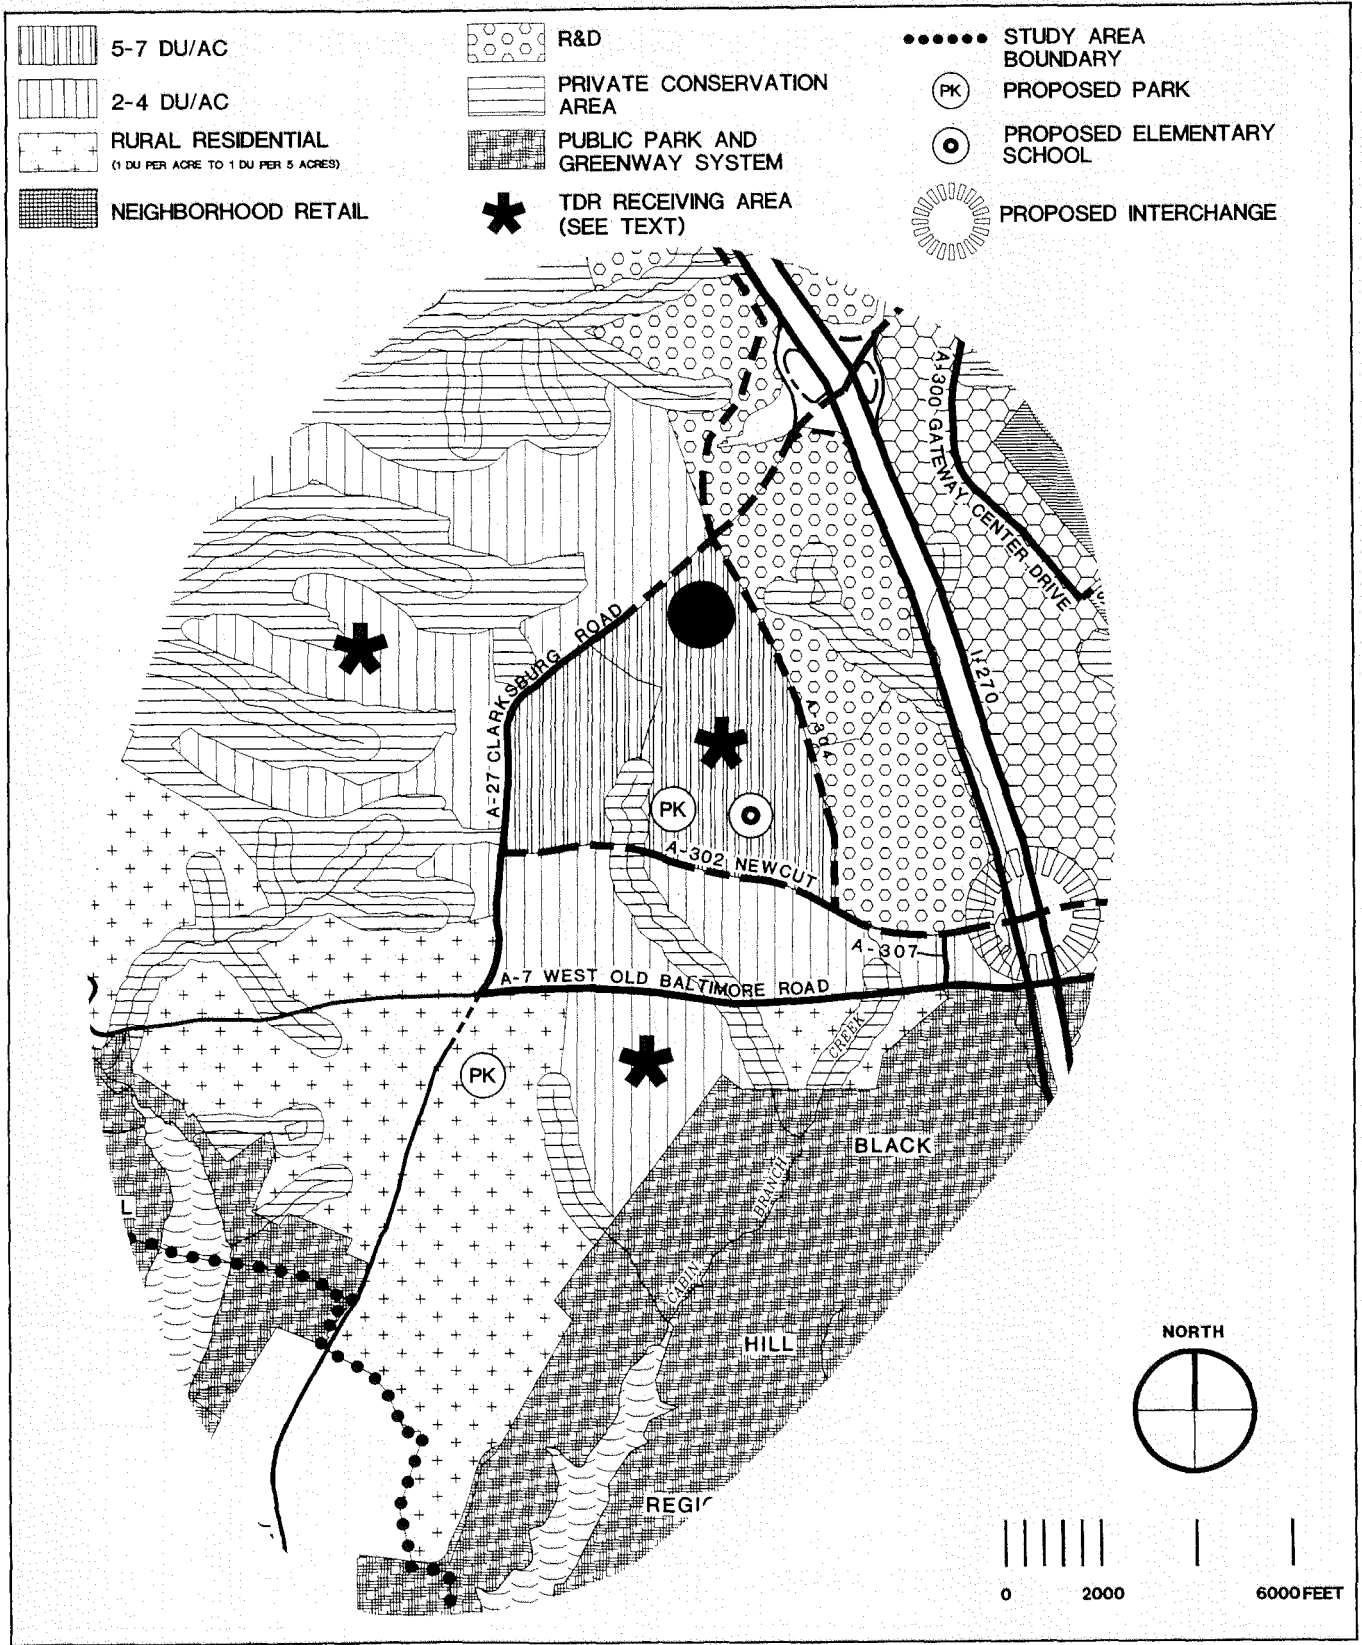 5-7 DU/AC
2-4 DU/AC
RURAL RESIDENTIAL
(1 DU PER ACRE TO 1 DU PER 5 ACRES)
NEIGHBORHOOD RETAIL
R&D
PRIVATE CONSERVATION
AREA
PUBLIC PARK AND
GREENWAY SYSTEM
TDR RECEIVING AREA
(SEE TEXT)
STUDY AREA
BOUNDARY
PK
PROPOSED PARK
PROPOSED ELEMENTARY
SCHOOL
PROPOSED INTERCHANGE
A-300 GATEWAY CENTER DRIVE
I-270
A-27 CLARKSBURG ROAD
A-304
PK
A-302 NEWCUT
A-307
A-7 WEST OLD BALTIMORE ROAD
CREEK
PK
BLACK
BRANCH
L
CABIN
HILL
REGIO
NORTH
0 2000 6000 FEET